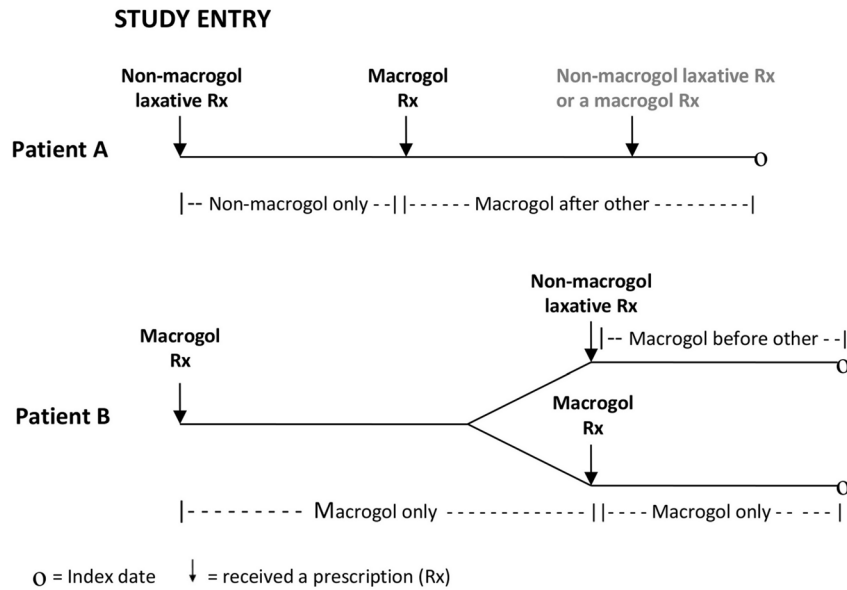 STUDY ENTRY
Non-macrogol
laxative Rx
Macrogol
Rx
Non-macrogol laxative Rx
or a macrogol Rx
Patient A
o
|-- Non-macrogol only - - -||- - - - - - Macrogol after other - - - - - - - - -|
Non-macrogol
laxative Rx
|-- Macrogol before other --|
Macrogol
Rx
o
Patient B
Macrogol
Rx
o
|- - - - - - - - - Macrogol only - - - - - - - - - - - -||- - - - Macrogol only - - -- - -|
o = Index date ↓ = received a prescription (Rx)